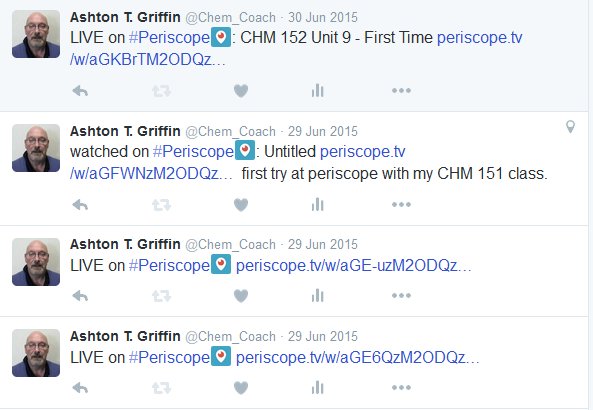 Ashton T. Griffin @Chem_Coach · 30 Jun 2015
LIVE on #Periscope: CHM 152 Unit 9 - First Time periscope.tv
/w/aGKBrTM2ODQz…
Ashton T. Griffin @Chem_Coach · 29 Jun 2015
watched on #Periscope: Untitled periscope.tv
/w/aGFWNzM2ODQz… first try at periscope with my CHM 151 class.
Ashton T. Griffin @Chem_Coach · 29 Jun 2015
LIVE on #Periscope periscope.tv/w/aGE-uzM2ODQz…
Ashton T. Griffin @Chem_Coach · 29 Jun 2015
LIVE on #Periscope periscope.tv/w/aGE6QzM2ODQz…